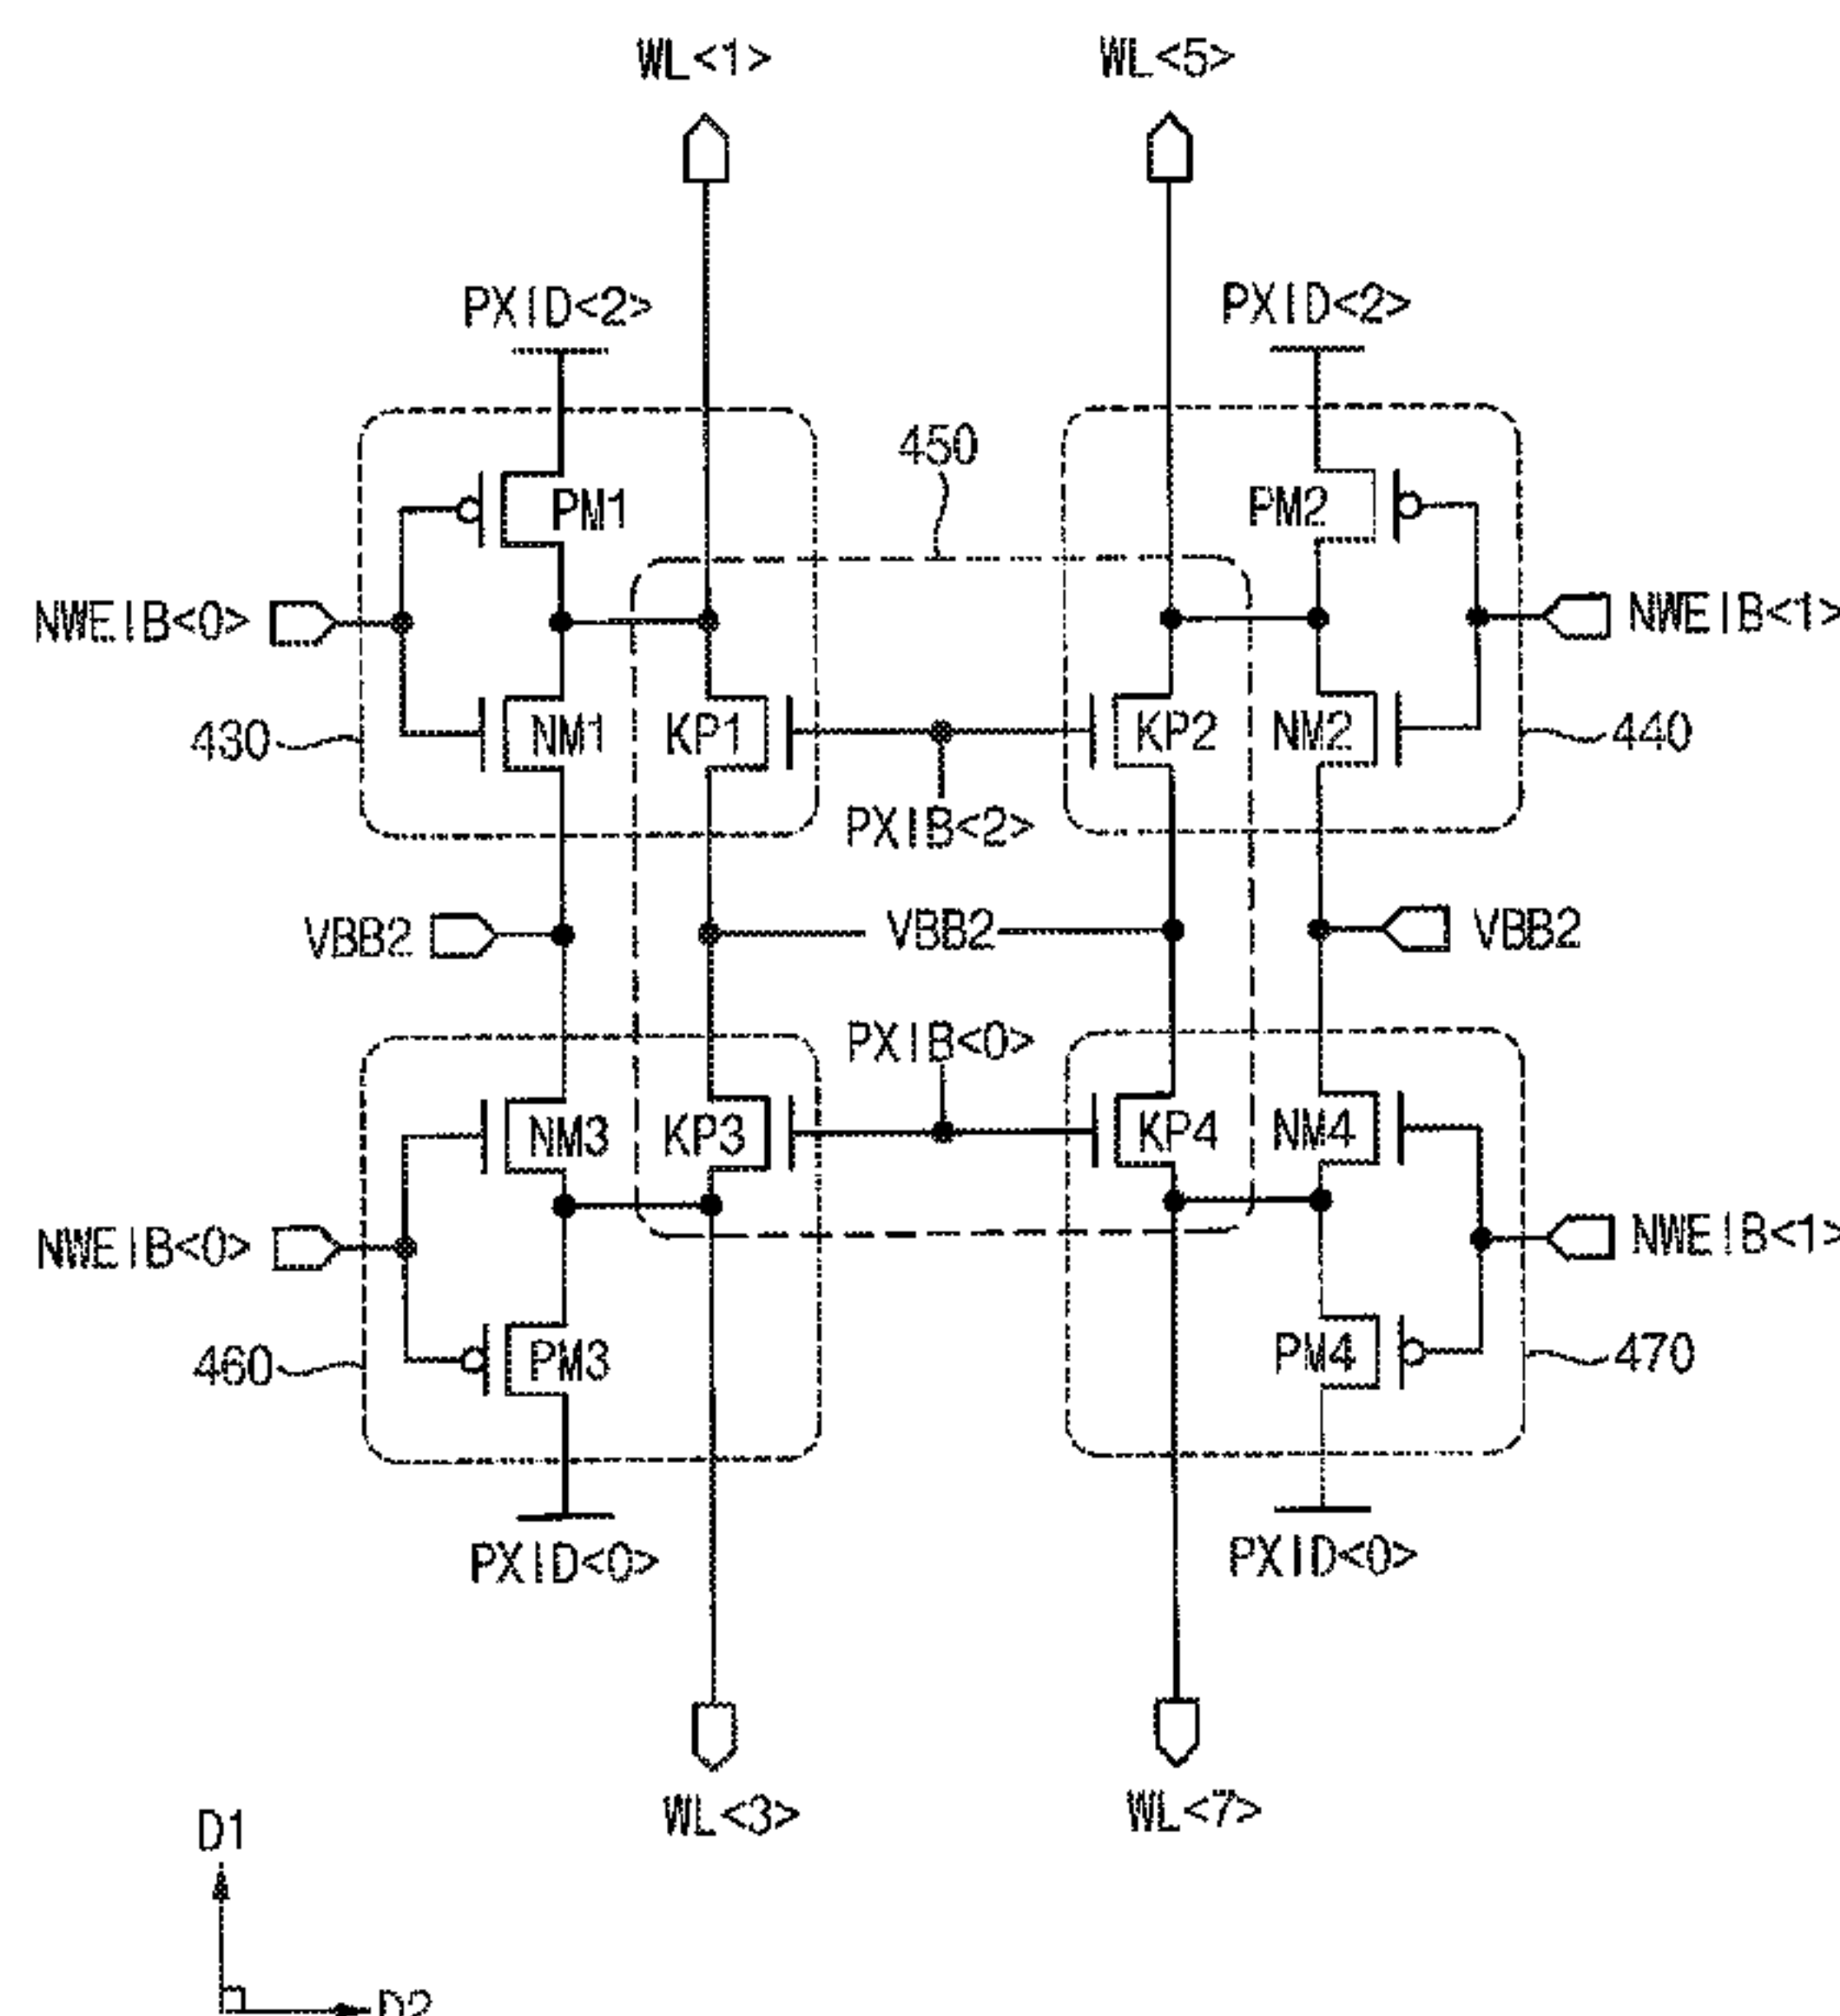 WL<1> WL<5>
PXID<2> PXID<2>
450
PM1 PM2
NWEIB<0> NWEIB<1>
430 NM1 KP1 KP2 NM2 440
PXIB<2>
VBB2 VBB2 VBB2
PXIB<0>
NM3 KP3 KP4 NM4
NWEIB<0> NWEIB<1>
460 PM3 PM4 470
PXID<0> PXID<0>
WL<3> WL<7>
D1
D2